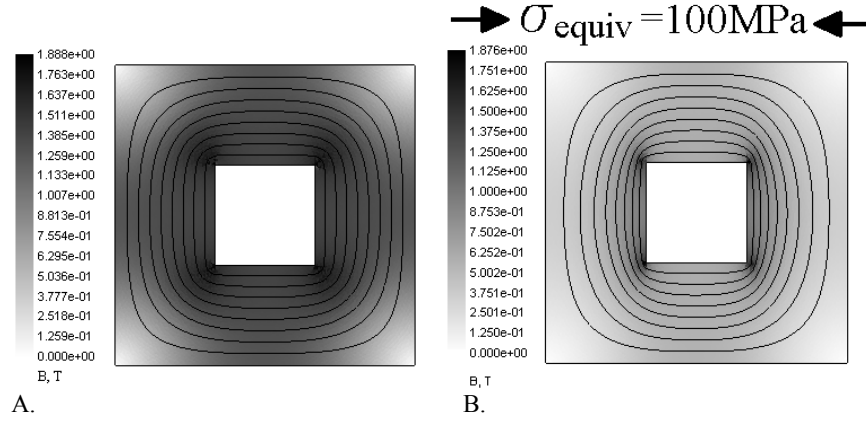 σequiv =100MPa
1.888e+00
1.763e+00
1.637e+00
1.511e+00
1.385e+00
1.259e+00
1.133e+00
1.007e+00
8.813e-01
7.554e-01
6.295e-01
5.036e-01
3.777e-01
2.518e-01
1.259e-01
0.000e+00
B, T
A.
1.876e+00
1.751e+00
1.625e+00
1.500e+00
1.375e+00
1.250e+00
1.125e+00
1.000e+00
8.753e-01
7.502e-01
6.252e-01
5.002e-01
3.751e-01
2.501e-01
1.250e-01
0.000e+00
B, T
B.